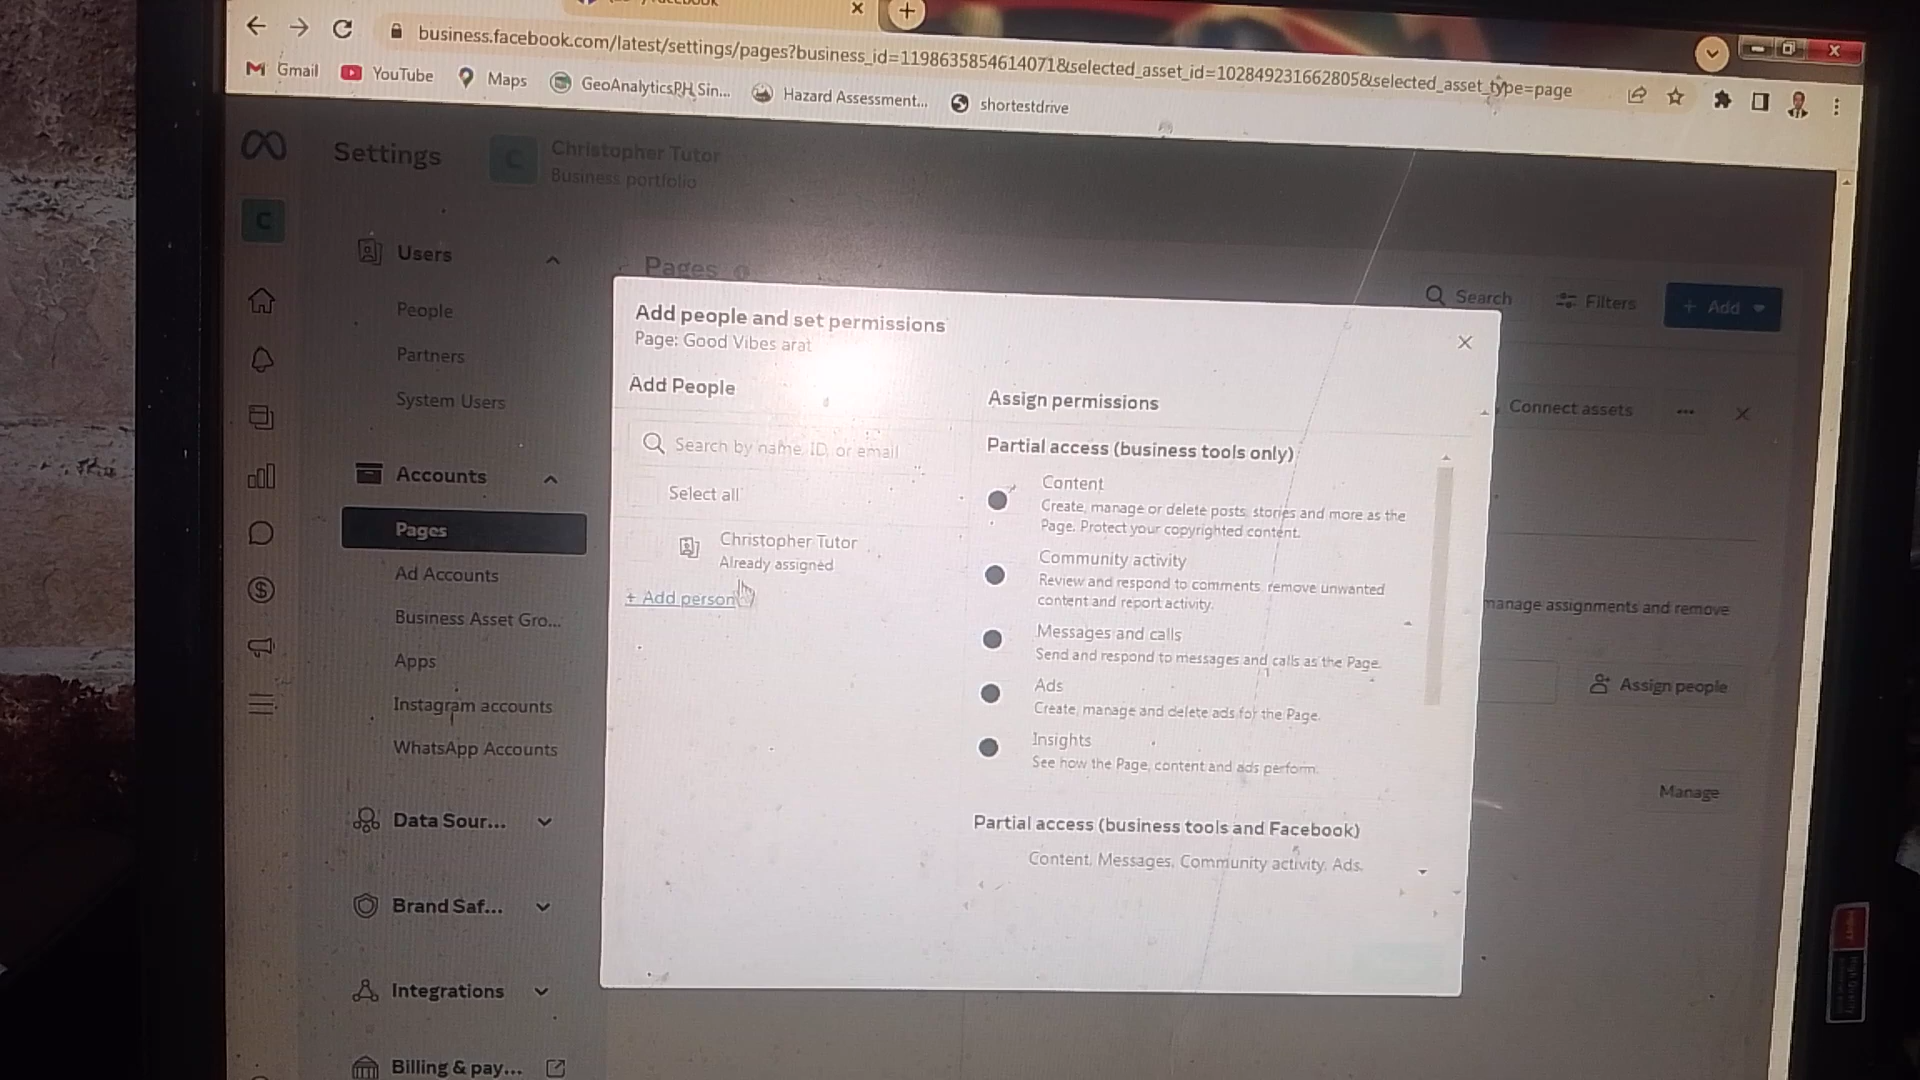 business.facebook.com/latest/settings/pages?business_id=1198635854614071&selected_asset_id=102849231662805&selected_asset_type=page
Gmail
YouTube
Maps
GeoAnalyticsPH Sin...
Hazard Assessment...
shortestdrive
Settings
C
Christopher Tutor
Business portfolio
C
Users
People
Partners
System Users
Accounts
Pages
Ad Accounts
Business Asset Gro...
Apps
Instagram accounts
WhatsApp Accounts
Data Sour...
Brand Saf...
Integrations
Billing & pay...
Pages
Search
Filters
+ Add
Connect assets
manage assignments and remove
Assign people
Manage
Add people and set permissions
Page: Good Vibes arat
Add People
Search by name, ID, or email
Select all
Christopher Tutor
Already assigned
+ Add person
Assign permissions
Partial access (business tools only)
Content
Create, manage or delete posts, stories and more as the
Page. Protect your copyrighted content.
Community activity
Review and respond to comments, remove unwanted
content and report activity.
Messages and calls
Send and respond to messages and calls as the Page.
Ads
Create, manage and delete ads for the Page.
Insights
See how the Page, content and ads perform.
Partial access (business tools and Facebook)
Content, Messages, Community activity, Ads,